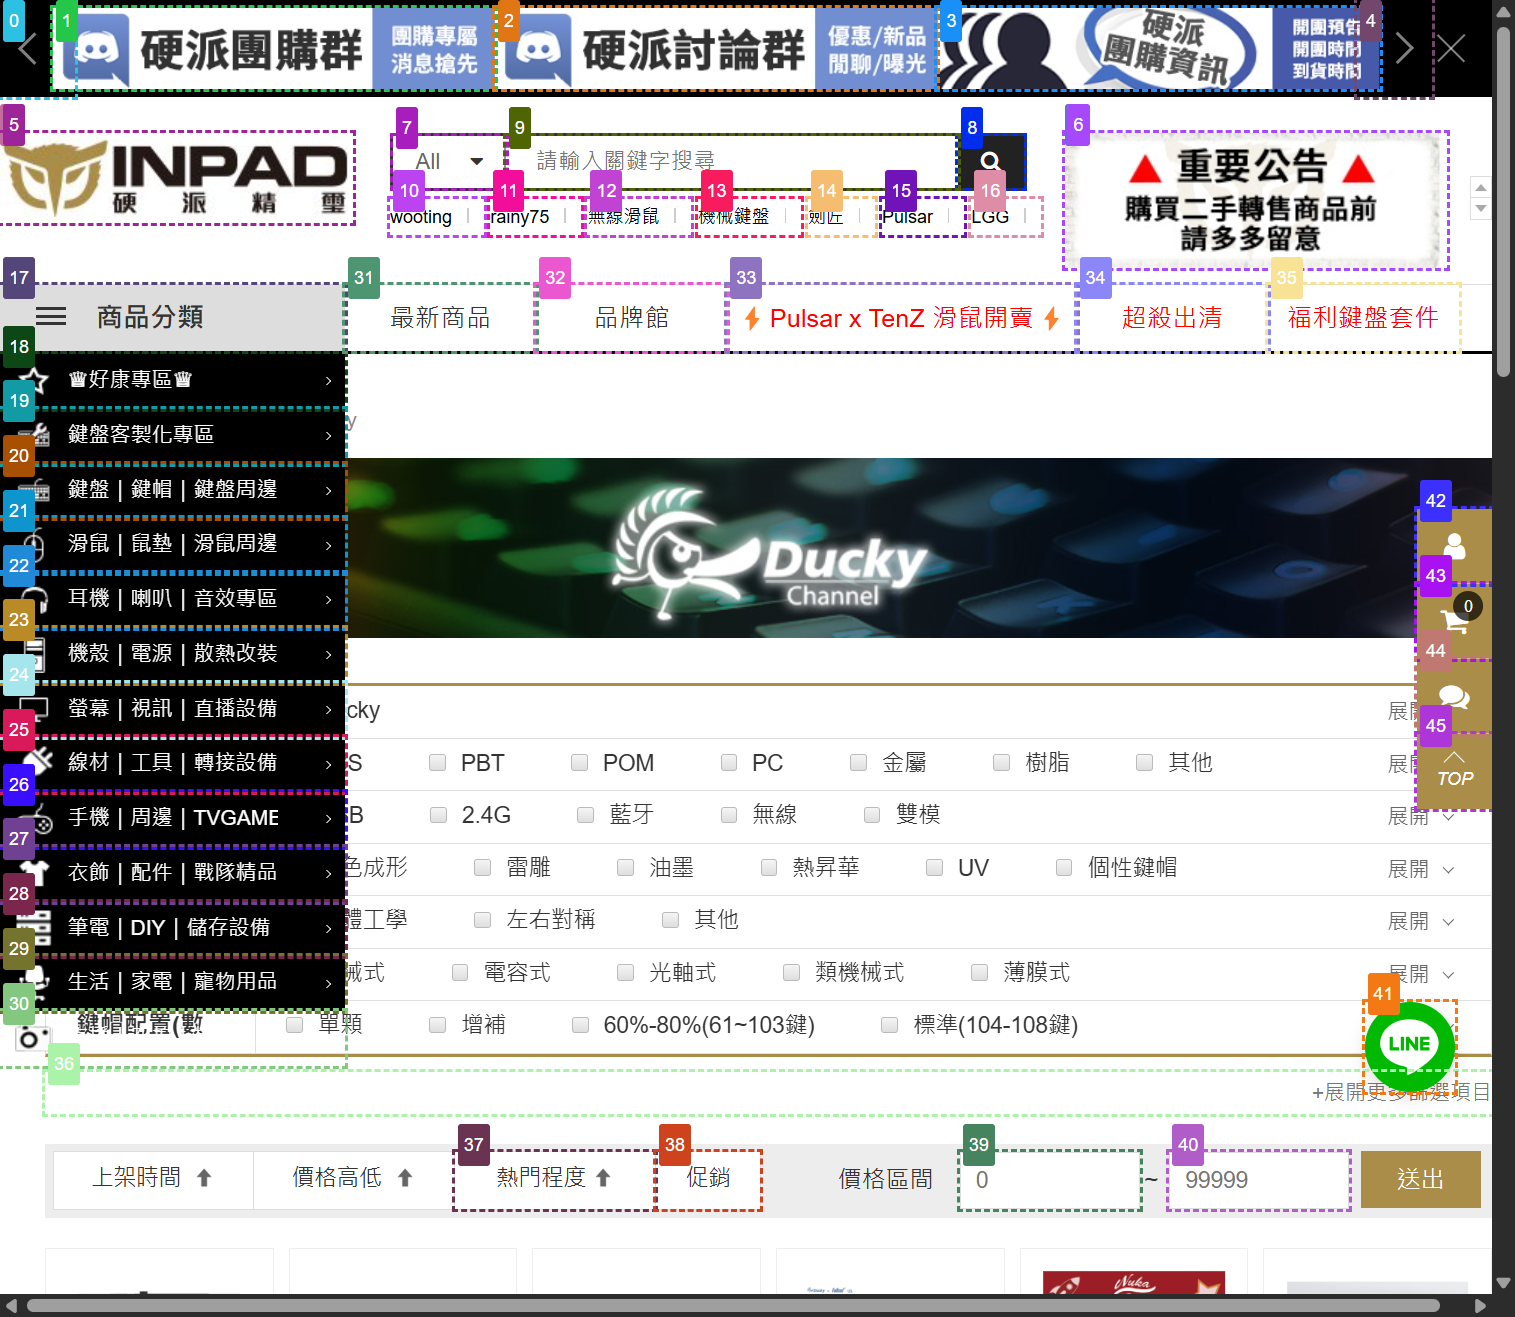 0
1
硬派團購群
團購專屬
消息搶先
2
硬派討論群
優惠/新品
閒聊/曝光
3
硬派
團購資訊
開團預告
開團時間
到貨時間
4
5
INPAD
硬派精璽
7
All
9
請輸入關鍵字搜尋
8
6
重要公告
購買二手轉售商品前
請多多留意
10
wooting
11
rainy75
12
無線滑鼠
13
機械鍵盤
14
劍匠
15
Pulsar
16
LGG
17
商品分類
31
最新商品
32
品牌館
33
Pulsar x TenZ 滑鼠開賣
34
超殺出清
35
福利鍵盤套件
18
♛好康專區♛
19
鍵盤客製化專區
y
20
鍵盤 | 鍵帽 | 鍵盤周邊
21
滑鼠 | 鼠墊 | 滑鼠周邊
22
耳機 | 喇叭 | 音效專區
23
機殼 | 電源 | 散熱改裝
24
螢幕 | 視訊 | 直播設備
25
線材 | 工具 | 轉接設備
26
手機 | 周邊 | TVGAME
27
衣飾 | 配件 | 戰隊精品
28
筆電 | DIY | 儲存設備
29
生活 | 家電 | 寵物用品
30
Ducky
Channel
42
43
0
44
45
TOP
cky
展開
S
PBT
POM
PC
金屬
樹脂
其他
展開
B
2.4G
藍牙
無線
雙模
展開
色成形
雷雕
油墨
熱昇華
UV
個性鍵帽
展開
體工學
左右對稱
其他
展開
械式
電容式
光軸式
類機械式
薄膜式
展開
鍵帽配置(數
單顆
增補
60%-80%(61~103鍵)
標準(104-108鍵)
41
LINE
36
+展開更多篩選項目
上架時間
價格高低
37
熱門程度
38
促銷
價格區間
39
0
~
40
99999
送出
Nuka